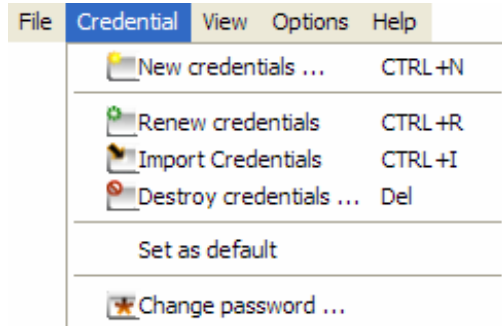 File Credential View Options Help
New credentials ... CTRL+N
Renew credentials CTRL+R
Import Credentials CTRL+I
Destroy credentials ... Del
Set as default
Change password ...